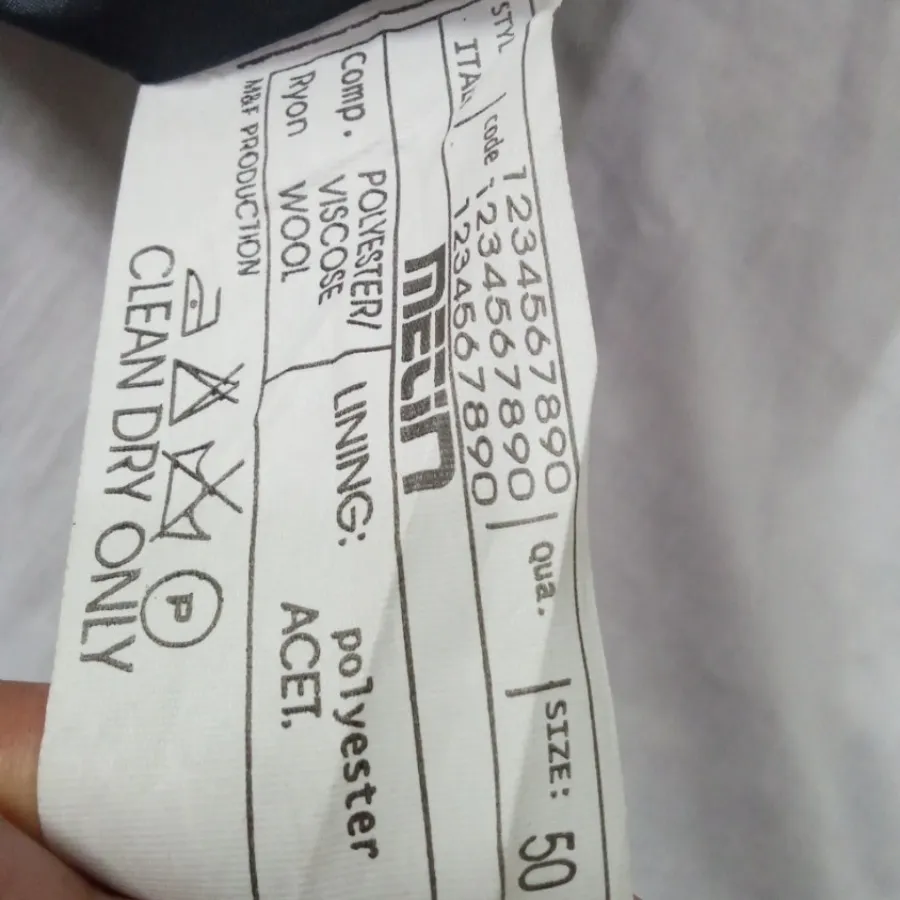 STYL 1234567890
ITAL | code 1234567890 | qua. | SIZE: 50
1234567890
metin
Comp. POLYESTER/ LINING: polyester
Ryon VISCOSE ACET.
WOOL
M&F PRODUCTION
P
CLEAN DRY ONLY